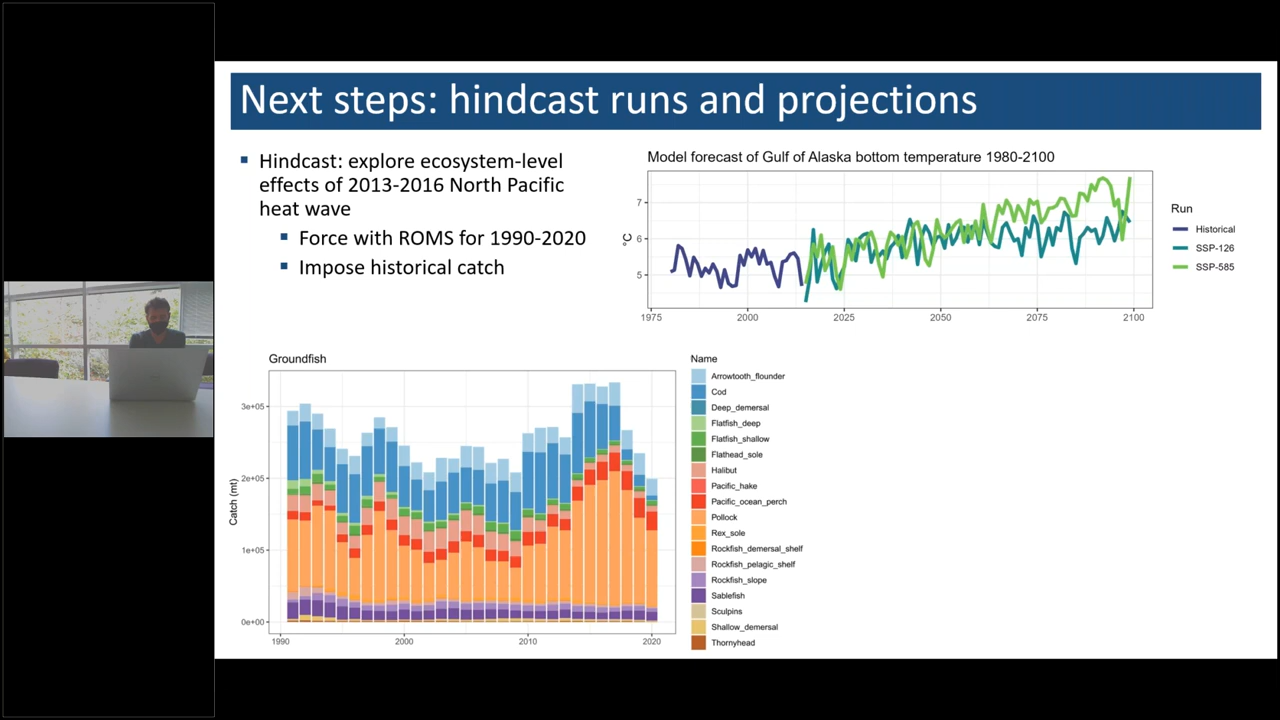 Next steps: hindcast runs and projections
Hindcast: explore ecosystem-level
effects of 2013-2016 North Pacific
heat wave
Force with ROMS for 1990-2020
Impose historical catch
Model forecast of Gulf of Alaska bottom temperature 1980-2100
°C
7
6
5
1975
2000
2025
2050
2075
2100
Run
Historical
SSP-126
SSP-585
Groundfish
Catch (mt)
3e+05
2e+05
1e+05
0e+00
1990
2000
2010
2020
Name
Arrowtooth_flounder
Cod
Deep_demersal
Flatfish_deep
Flatfish_shallow
Flathead_sole
Halibut
Pacific_hake
Pacific_ocean_perch
Pollock
Rex_sole
Rockfish_demersal_shelf
Rockfish_pelagic_shelf
Rockfish_slope
Sablefish
Sculpins
Shallow_demersal
Thornyhead